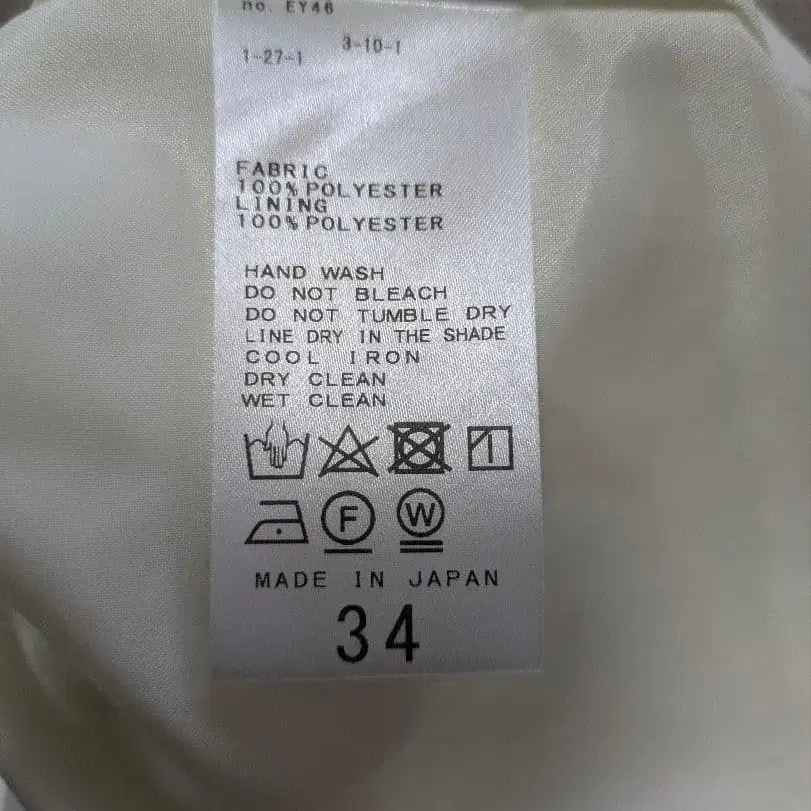 no. EY46
1-27-1 3-10-1
FABRIC
100% POLYESTER
LINING
100% POLYESTER
HAND WASH
DO NOT BLEACH
DO NOT TUMBLE DRY
LINE DRY IN THE SHADE
COOL IRON
DRY CLEAN
WET CLEAN
F W
MADE IN JAPAN
34